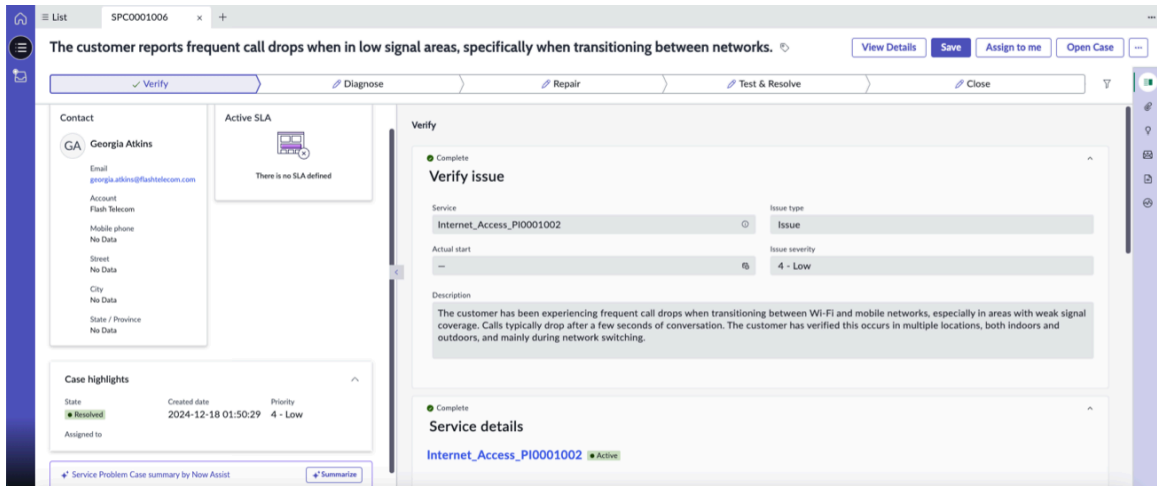 List
SPC0001006
The customer reports frequent call drops when in low signal areas, specifically when transitioning between networks.
View Details
Save
Assign to me
Open Case
Verify
Diagnose
Repair
Test & Resolve
Close
Contact
GA
Georgia Atkins
Email
georgia.atkins@flashtelecom.com
Account
Flash Telecom
Mobile phone
No Data
Street
No Data
City
No Data
State / Province
No Data
Active SLA
There is no SLA defined
Case highlights
State
Resolved
Created date
2024-12-18 01:50:29
Priority
4 - Low
Assigned to
Service Problem Case summary by Now Assist
Summarize
Verify
Complete
Verify issue
Service
Internet_Access_PI0001002
Issue type
Issue
Actual start
—
Issue severity
4 - Low
Description
The customer has been experiencing frequent call drops when transitioning between Wi-Fi and mobile networks, especially in areas with weak signal
coverage. Calls typically drop after a few seconds of conversation. The customer has verified this occurs in multiple locations, both indoors and
outdoors, and mainly during network switching.
Complete
Service details
Internet_Access_PI0001002
Active